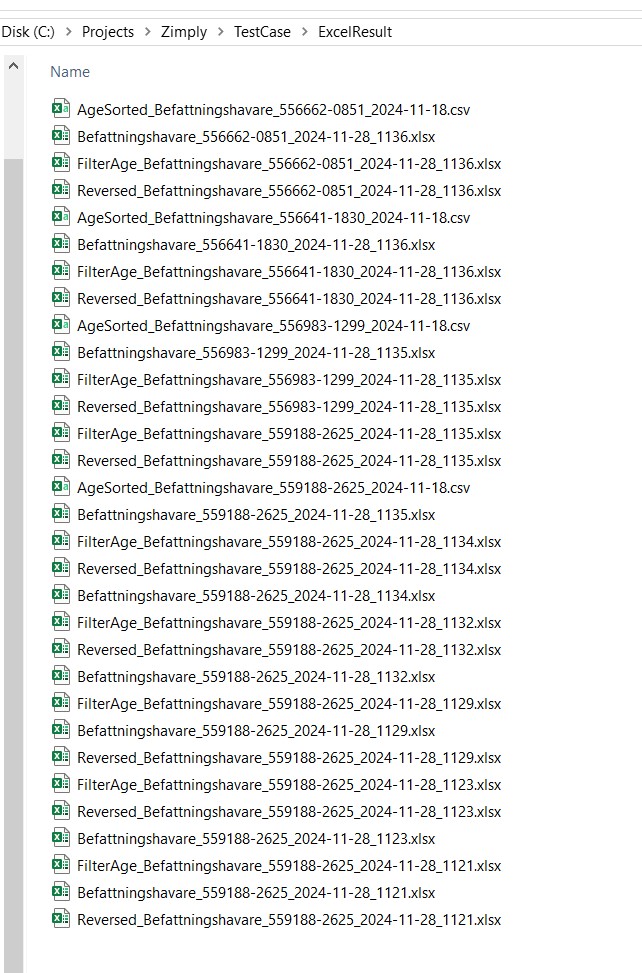 Disk (C:) > Projects > Zimply > TestCase > ExcelResult
Name
AgeSorted_Befattningshavare_556662-0851_2024-11-18.csv
Befattningshavare_556662-0851_2024-11-28_1136.xlsx
FilterAge_Befattningshavare_556662-0851_2024-11-28_1136.xlsx
Reversed_Befattningshavare_556662-0851_2024-11-28_1136.xlsx
AgeSorted_Befattningshavare_556641-1830_2024-11-18.csv
Befattningshavare_556641-1830_2024-11-28_1136.xlsx
FilterAge_Befattningshavare_556641-1830_2024-11-28_1136.xlsx
Reversed_Befattningshavare_556641-1830_2024-11-28_1136.xlsx
AgeSorted_Befattningshavare_556983-1299_2024-11-18.csv
Befattningshavare_556983-1299_2024-11-28_1135.xlsx
FilterAge_Befattningshavare_556983-1299_2024-11-28_1135.xlsx
Reversed_Befattningshavare_556983-1299_2024-11-28_1135.xlsx
FilterAge_Befattningshavare_559188-2625_2024-11-28_1135.xlsx
Reversed_Befattningshavare_559188-2625_2024-11-28_1135.xlsx
AgeSorted_Befattningshavare_559188-2625_2024-11-18.csv
Befattningshavare_559188-2625_2024-11-28_1135.xlsx
FilterAge_Befattningshavare_559188-2625_2024-11-28_1134.xlsx
Reversed_Befattningshavare_559188-2625_2024-11-28_1134.xlsx
Befattningshavare_559188-2625_2024-11-28_1134.xlsx
FilterAge_Befattningshavare_559188-2625_2024-11-28_1132.xlsx
Reversed_Befattningshavare_559188-2625_2024-11-28_1132.xlsx
Befattningshavare_559188-2625_2024-11-28_1132.xlsx
FilterAge_Befattningshavare_559188-2625_2024-11-28_1129.xlsx
Befattningshavare_559188-2625_2024-11-28_1129.xlsx
Reversed_Befattningshavare_559188-2625_2024-11-28_1129.xlsx
FilterAge_Befattningshavare_559188-2625_2024-11-28_1123.xlsx
Reversed_Befattningshavare_559188-2625_2024-11-28_1123.xlsx
Befattningshavare_559188-2625_2024-11-28_1123.xlsx
FilterAge_Befattningshavare_559188-2625_2024-11-28_1121.xlsx
Befattningshavare_559188-2625_2024-11-28_1121.xlsx
Reversed_Befattningshavare_559188-2625_2024-11-28_1121.xlsx